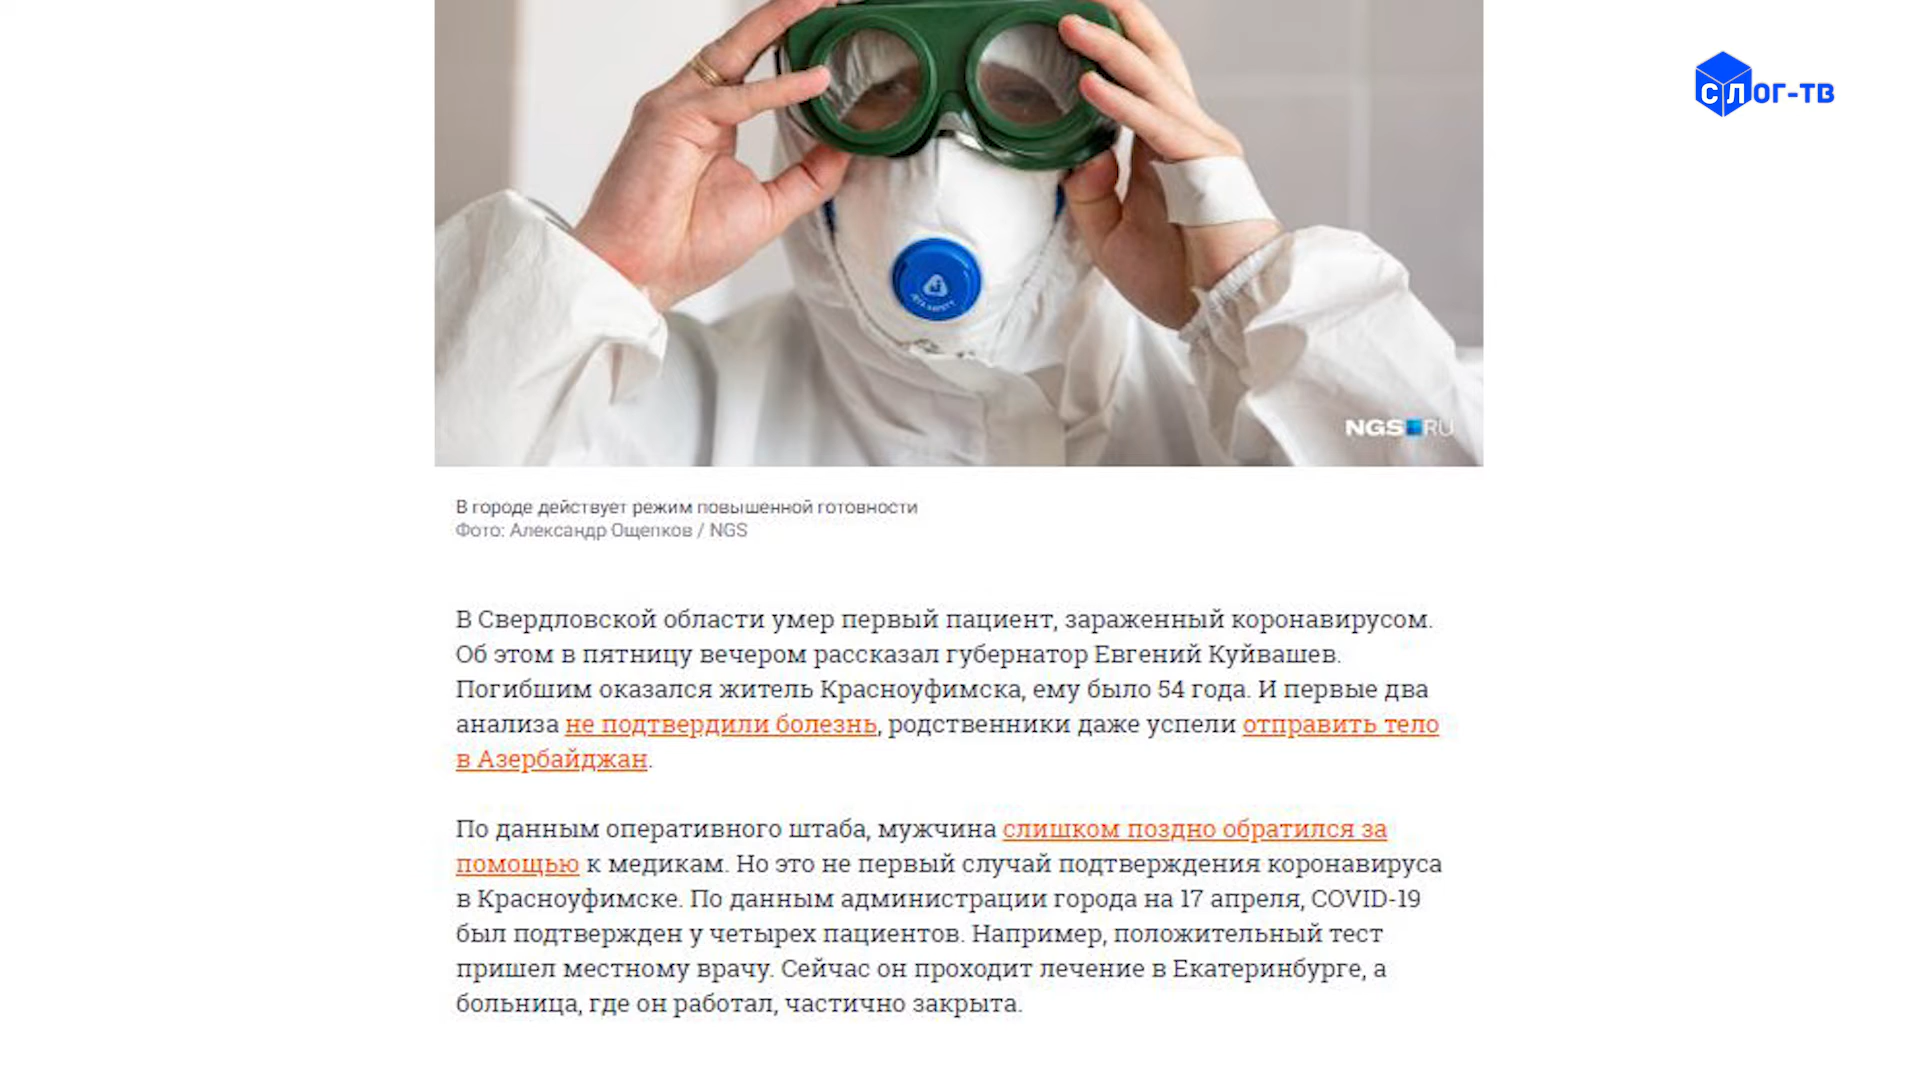 СЛОГ-ТВ
NGS.RU
В городе действует режим повышенной готовности
Фото: Александр Ощепков / NGS
В Свердловской области умер первый пациент, зараженный коронавирусом.
Об этом в пятницу вечером рассказал губернатор Евгений Куйвашев.
Погибшим оказался житель Красноуфимска, ему было 54 года. И первые два
анализа не подтвердили болезнь, родственники даже успели отправить тело
в Азербайджан.
По данным оперативного штаба, мужчина слишком поздно обратился за
помощью к медикам. Но это не первый случай подтверждения коронавируса
в Красноуфимске. По данным администрации города на 17 апреля, COVID-19
был подтвержден у четырех пациентов. Например, положительный тест
пришел местному врачу. Сейчас он проходит лечение в Екатеринбурге, а
больница, где он работал, частично закрыта.